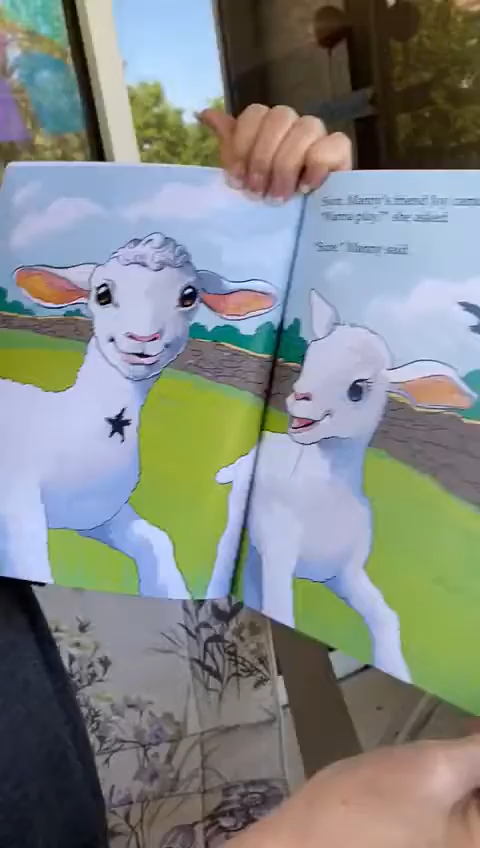 Soon, Manny's friend Joy came
"Wanna play?" she asked.
"Sure," Manny said.